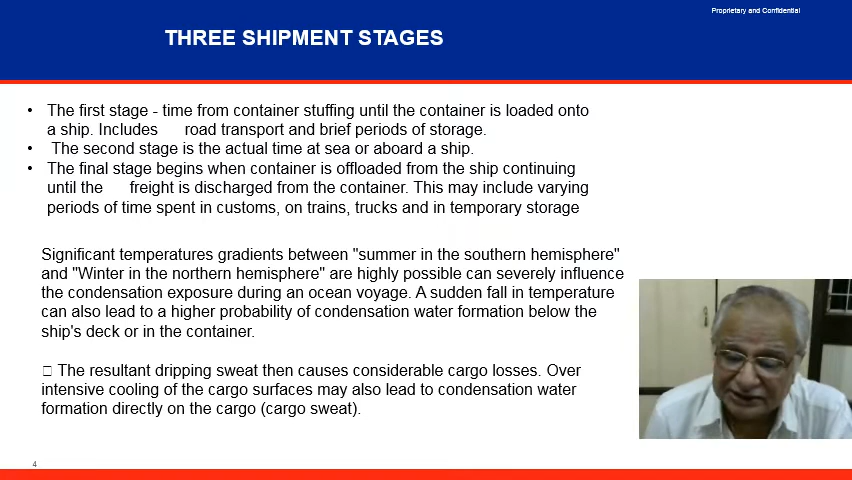 Proprietary and Confidential
THREE SHIPMENT STAGES
• The first stage - time from container stuffing until the container is loaded onto
a ship. Includes road transport and brief periods of storage.
• The second stage is the actual time at sea or aboard a ship.
• The final stage begins when container is offloaded from the ship continuing
until the freight is discharged from the container. This may include varying
periods of time spent in customs, on trains, trucks and in temporary storage
Significant temperatures gradients between "summer in the southern hemisphere"
and "Winter in the northern hemisphere" are highly possible can severely influence
the condensation exposure during an ocean voyage. A sudden fall in temperature
can also lead to a higher probability of condensation water formation below the
ship's deck or in the container.
The resultant dripping sweat then causes considerable cargo losses. Over
intensive cooling of the cargo surfaces may also lead to condensation water
formation directly on the cargo (cargo sweat).
4